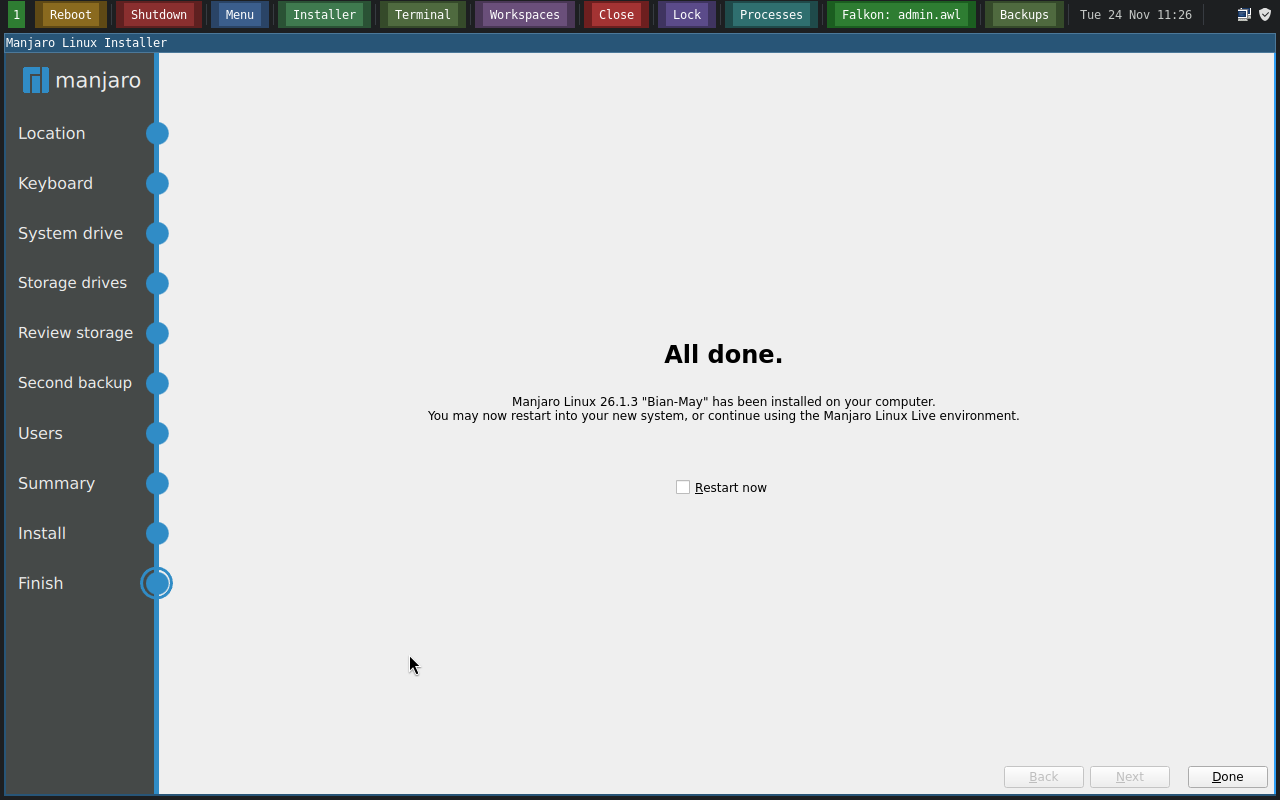 1 Reboot Shutdown Menu Installer Terminal Workspaces Close Lock Processes Falkon: admin.awl Backups Tue 24 Nov 11:26
Manjaro Linux Installer
manjaro
Location
Keyboard
System drive
Storage drives
Review storage
Second backup
Users
Summary
Install
Finish
All done.
Manjaro Linux 26.1.3 "Bian-May" has been installed on your computer.
You may now restart into your new system, or continue using the Manjaro Linux Live environment.
Restart now
Back Next Done